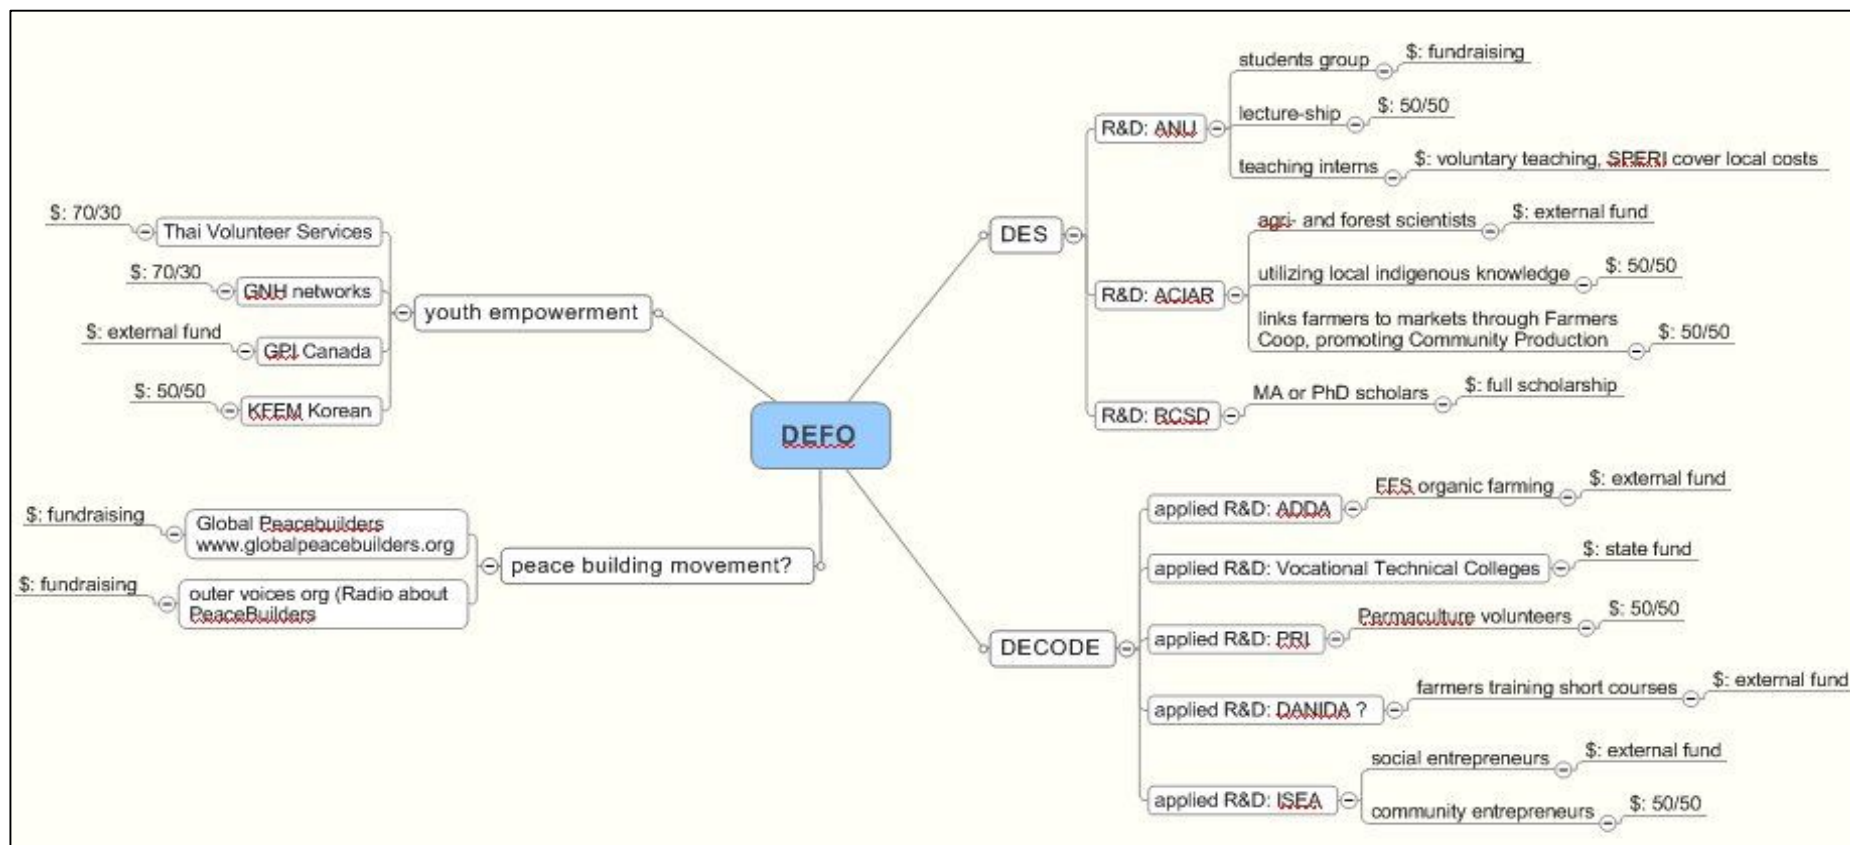 DEFO
youth empowerment
Thai Volunteer Services
$: 70/30
GNH networks
$: 70/30
GPI Canada
$: external fund
KFEM Korean
$: 50/50
peace building movement?
Global Peacebuilders
www.globalpeacebuilders.org
$: fundraising
outer voices org (Radio about
PeaceBuilders
$: fundraising
DES
R&D: ANU
students group
$: fundraising
lecture-ship
$: 50/50
teaching interns
$: voluntary teaching, SPERI cover local costs
R&D: ACIAR
agri- and forest scientists
$: external fund
utilizing local indigenous knowledge
$: 50/50
links farmers to markets through Farmers
Coop, promoting Community Production
$: 50/50
R&D: RCSD
MA or PhD scholars
$: full scholarship
DECODE
applied R&D: ADDA
FFS organic farming
$: external fund
applied R&D: Vocational Technical Colleges
$: state fund
applied R&D: PRI
Permaculture volunteers
$: 50/50
applied R&D: DANIDA ?
farmers training short courses
$: external fund
applied R&D: ISEA
social entrepreneurs
$: external fund
community entrepreneurs
$: 50/50